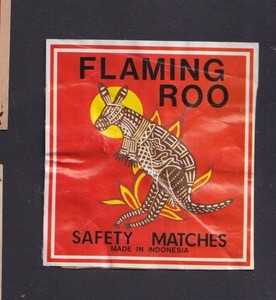 FLAMING
ROO
SAFETY MATCHES
MADE IN INDONESIA